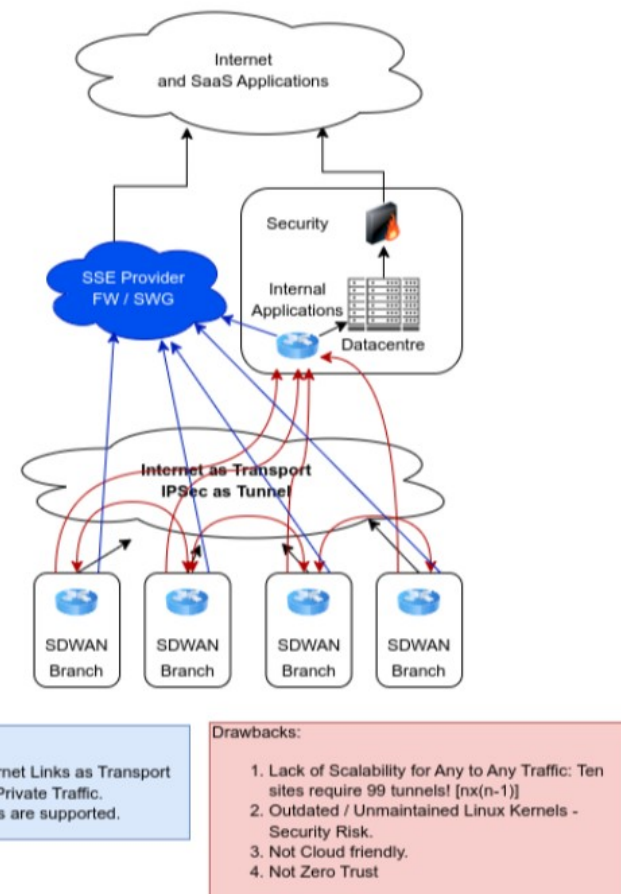 Internet
and SaaS Applications
Security
SSE Provider
FW / SWG
Internal
Applications
Datacentre
Internet as Transport
IPSec as Tunnel
SDWAN
Branch
SDWAN
Branch
SDWAN
Branch
SDWAN
Branch
Links as Transport
Private Traffic.
are supported.
Drawbacks:
1. Lack of Scalability for Any to Any Traffic: Ten
sites require 99 tunnels! [nx(n-1)]
2. Outdated / Unmaintained Linux Kernels -
Security Risk.
3. Not Cloud friendly.
4. Not Zero Trust